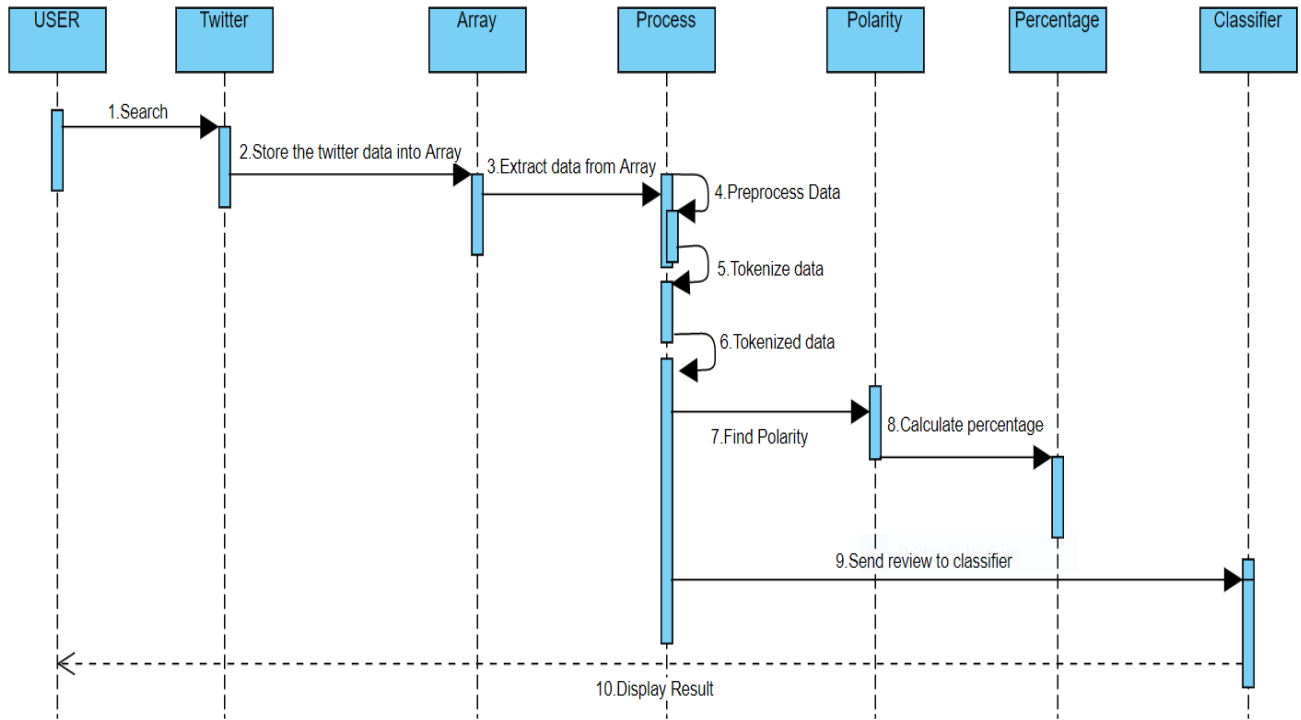 USER
Twitter
Array
Process
Polarity
Percentage
Classifier
1.Search
2.Store the twitter data into Array
3.Extract data from Array
4.Preprocess Data
5.Tokenize data
6.Tokenized data
7.Find Polarity
8.Calculate percentage
9.Send review to classifier
10.Display Result